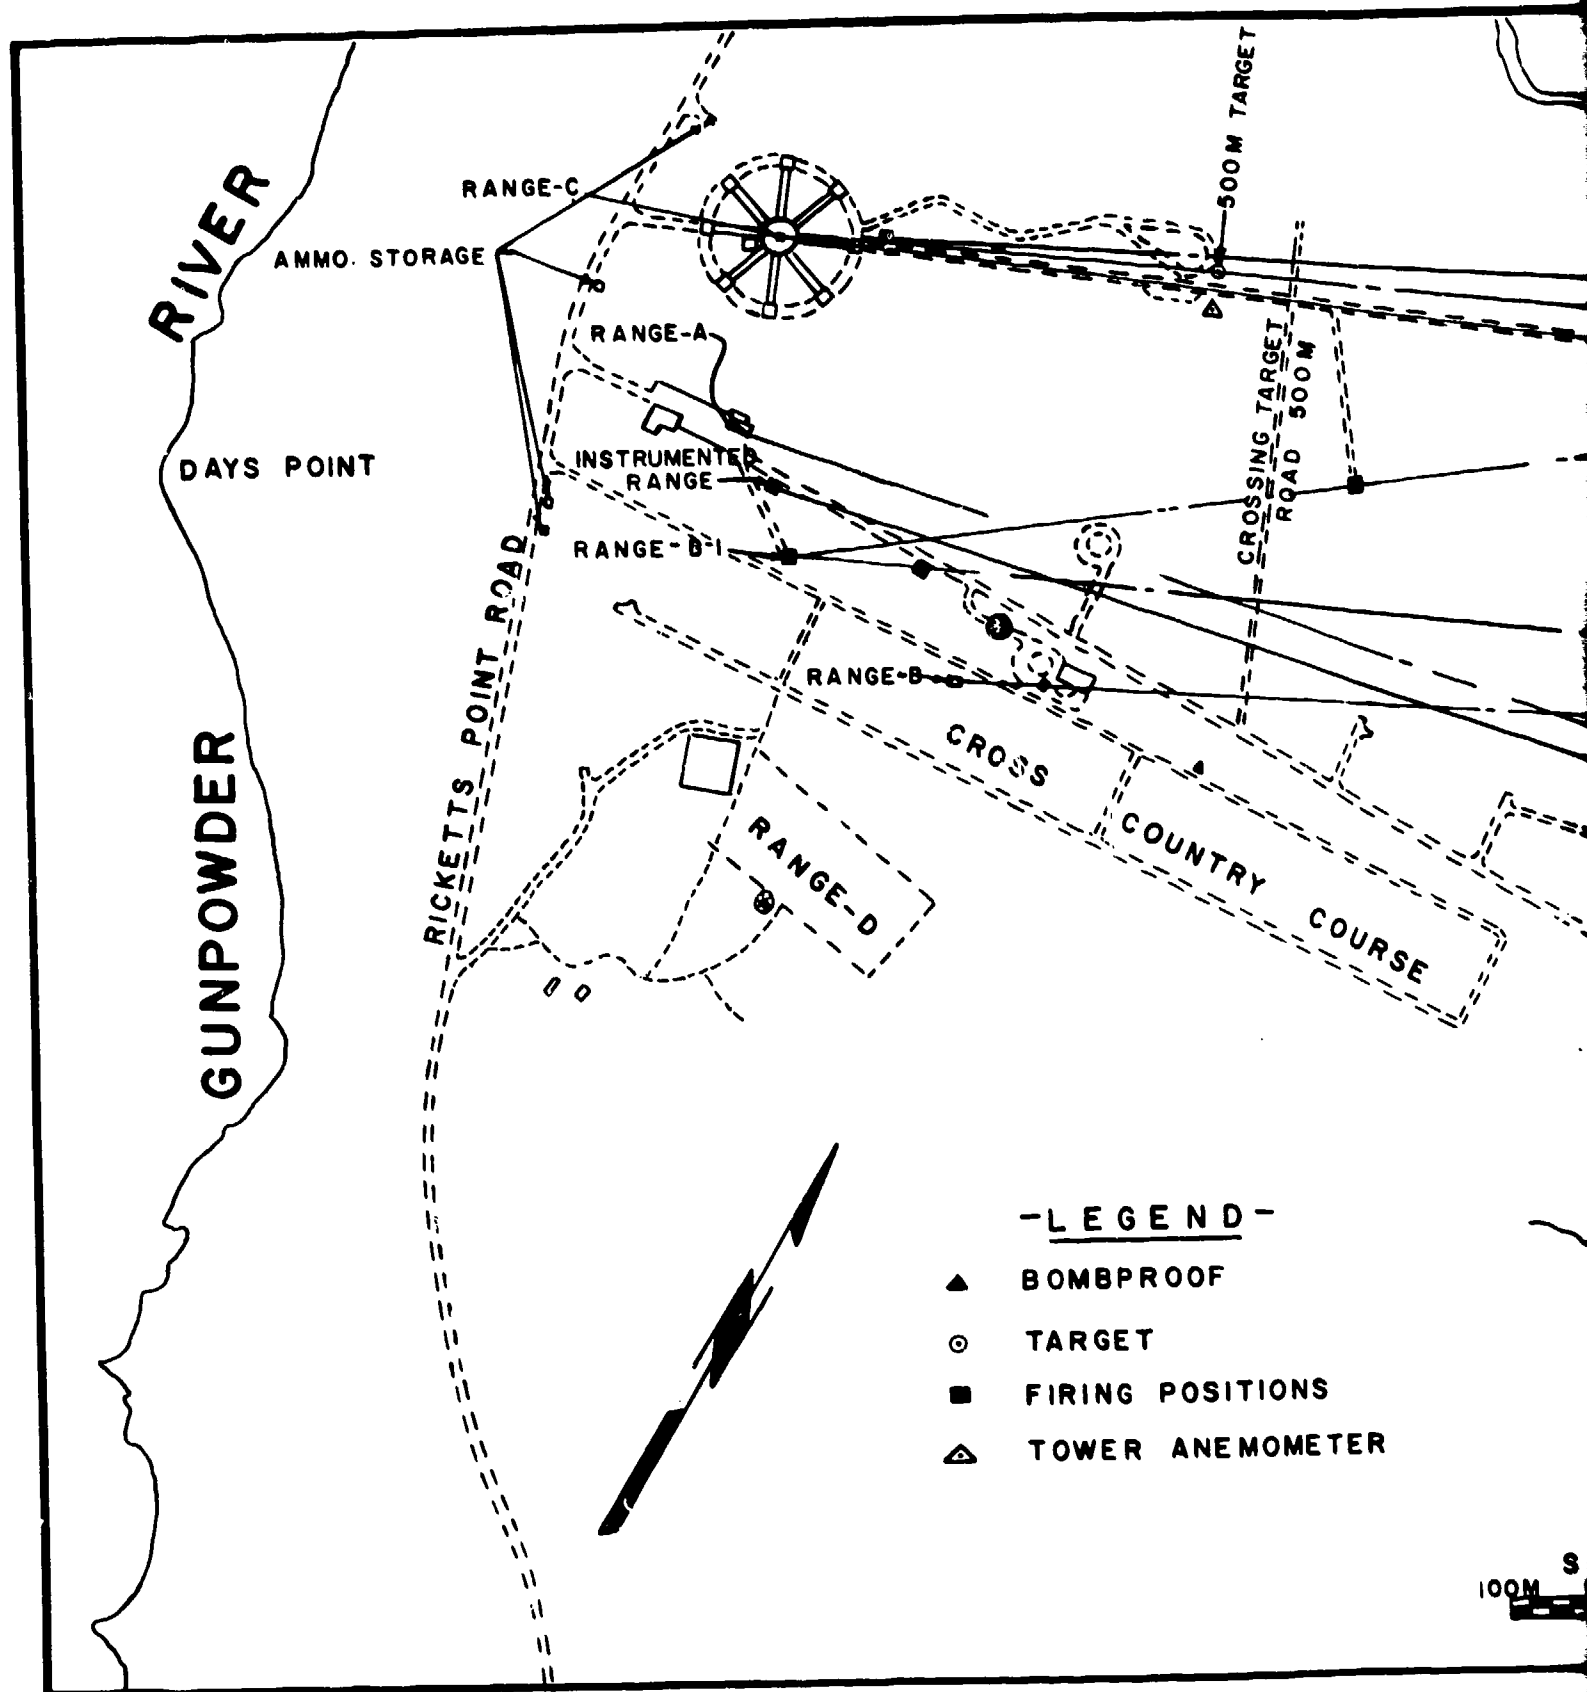 500M TARGET
RIVER
RANGE-C
AMMO. STORAGE
RANGE-A
CROSSING TARGET
ROAD 500M
DAYS POINT
INSTRUMENTED
RANGE
RANGE-B-1
RICKETTS POINT ROAD
RANGE-B
GUNPOWDER
CROSS COUNTRY COURSE
RANGE-D
-LEGEND-
BOMBPROOF
TARGET
FIRING POSITIONS
TOWER ANEMOMETER
S
100M